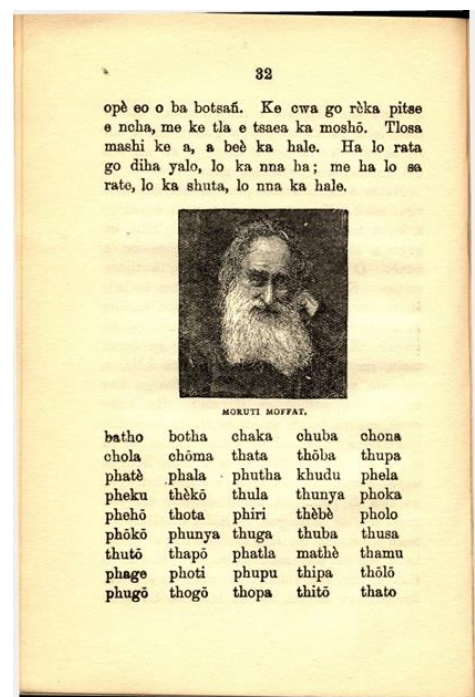 32
opè eo o ba botsañ. Ke cwa go rèka pitse
e ncha, me ke tla e tsaea ka moshō. Tlosa
mashi ke a, a beè ka hale. Ha lo rata
go diha yalo, lo ka nna ha; me ha lo sa
rate, lo ka shuta, lo nna ka hale.
MORUTI MOFFAT.
batho botha chaka chuba chona
chola chōma thata thōba thupa
phatè phala phutha khudu phela
pheku thèkō thula thunya phoka
phehō thota phiri thèbè pholo
phōkō phunya thuga thuba thusa
thutō thapō phatla mathè thamu
phage photi phupu thipa thōlō
phugō thogō thopa thitō thato